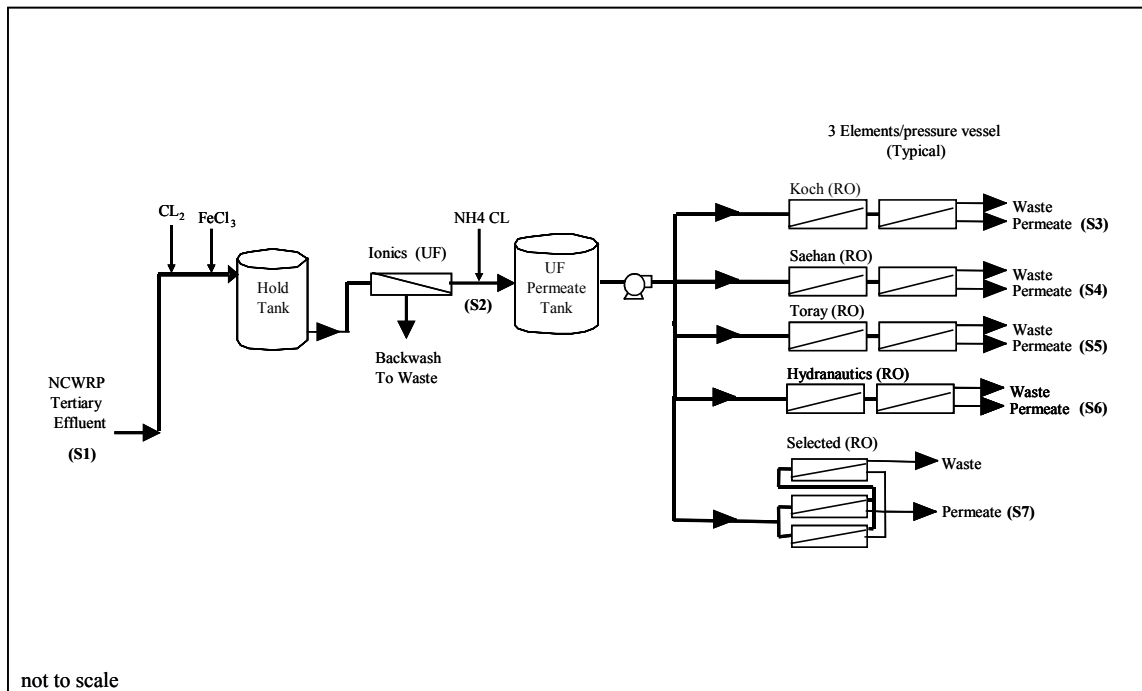 3 Elements/pressure vessel
(Typical)
CL₂
FeCl₃
Hold
Tank
Ionics (UF)
Backwash
To Waste
NH4 CL
(S2)
UF
Permeate
Tank
NCWRP
Tertiary
Effluent
(S1)
Koch (RO)
Waste
Permeate (S3)
Saehan (RO)
Waste
Permeate (S4)
Toray (RO)
Waste
Permeate (S5)
Hydranautics (RO)
Waste
Permeate (S6)
Selected (RO)
Waste
Permeate (S7)
not to scale